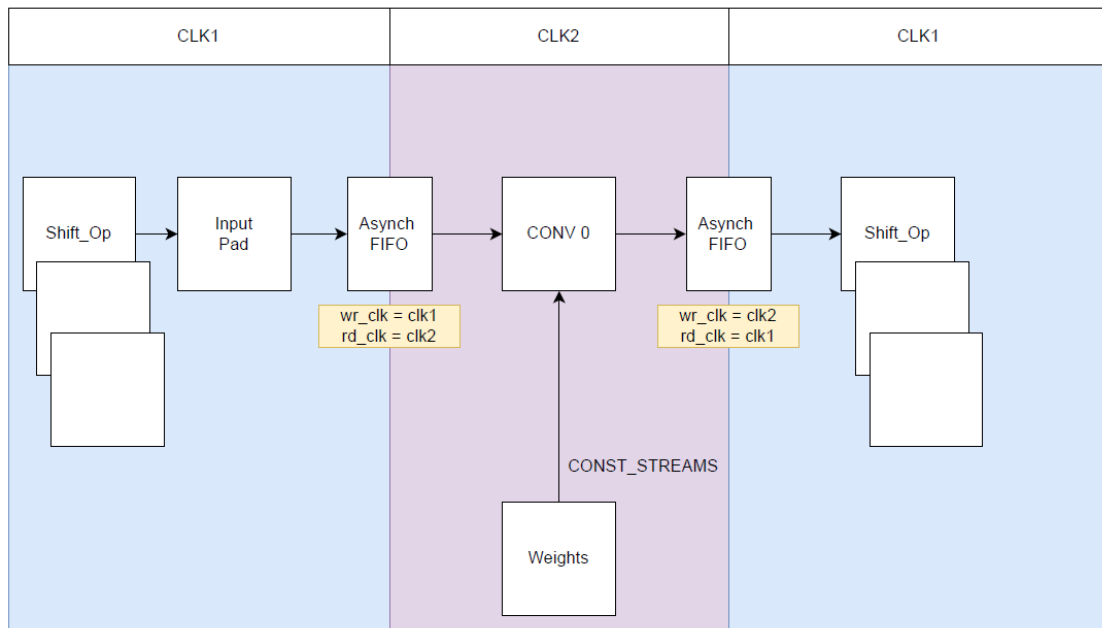 CLK1
CLK2
CLK1
Shift_Op
Input
Pad
Asynch
FIFO
CONV 0
Asynch
FIFO
Shift_Op
wr_clk = clk1
rd_clk = clk2
wr_clk = clk2
rd_clk = clk1
CONST_STREAMS
Weights